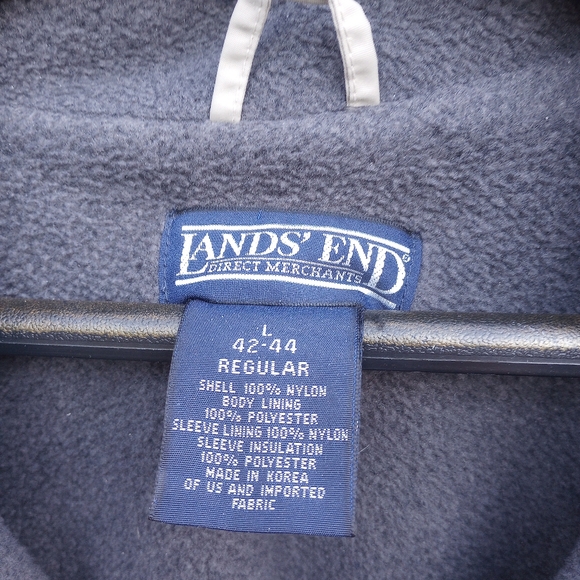 LANDS' END®
DIRECT MERCHANTS
L
42-44
REGULAR
SHELL 100% NYLON
BODY LINING
100% POLYESTER
SLEEVE LINING 100% NYLON
SLEEVE INSULATION
100% POLYESTER
MADE IN KOREA
OF US AND IMPORTED
FABRIC